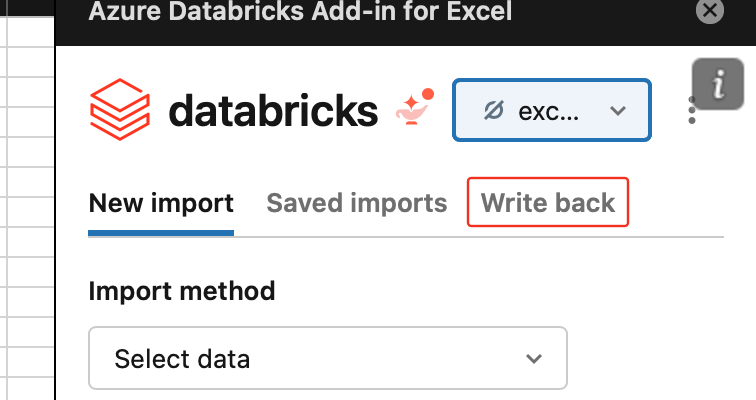 Azure Databricks Add-in for Excel
databricks
exc...
i
New import
Saved imports
Write back
Import method
Select data